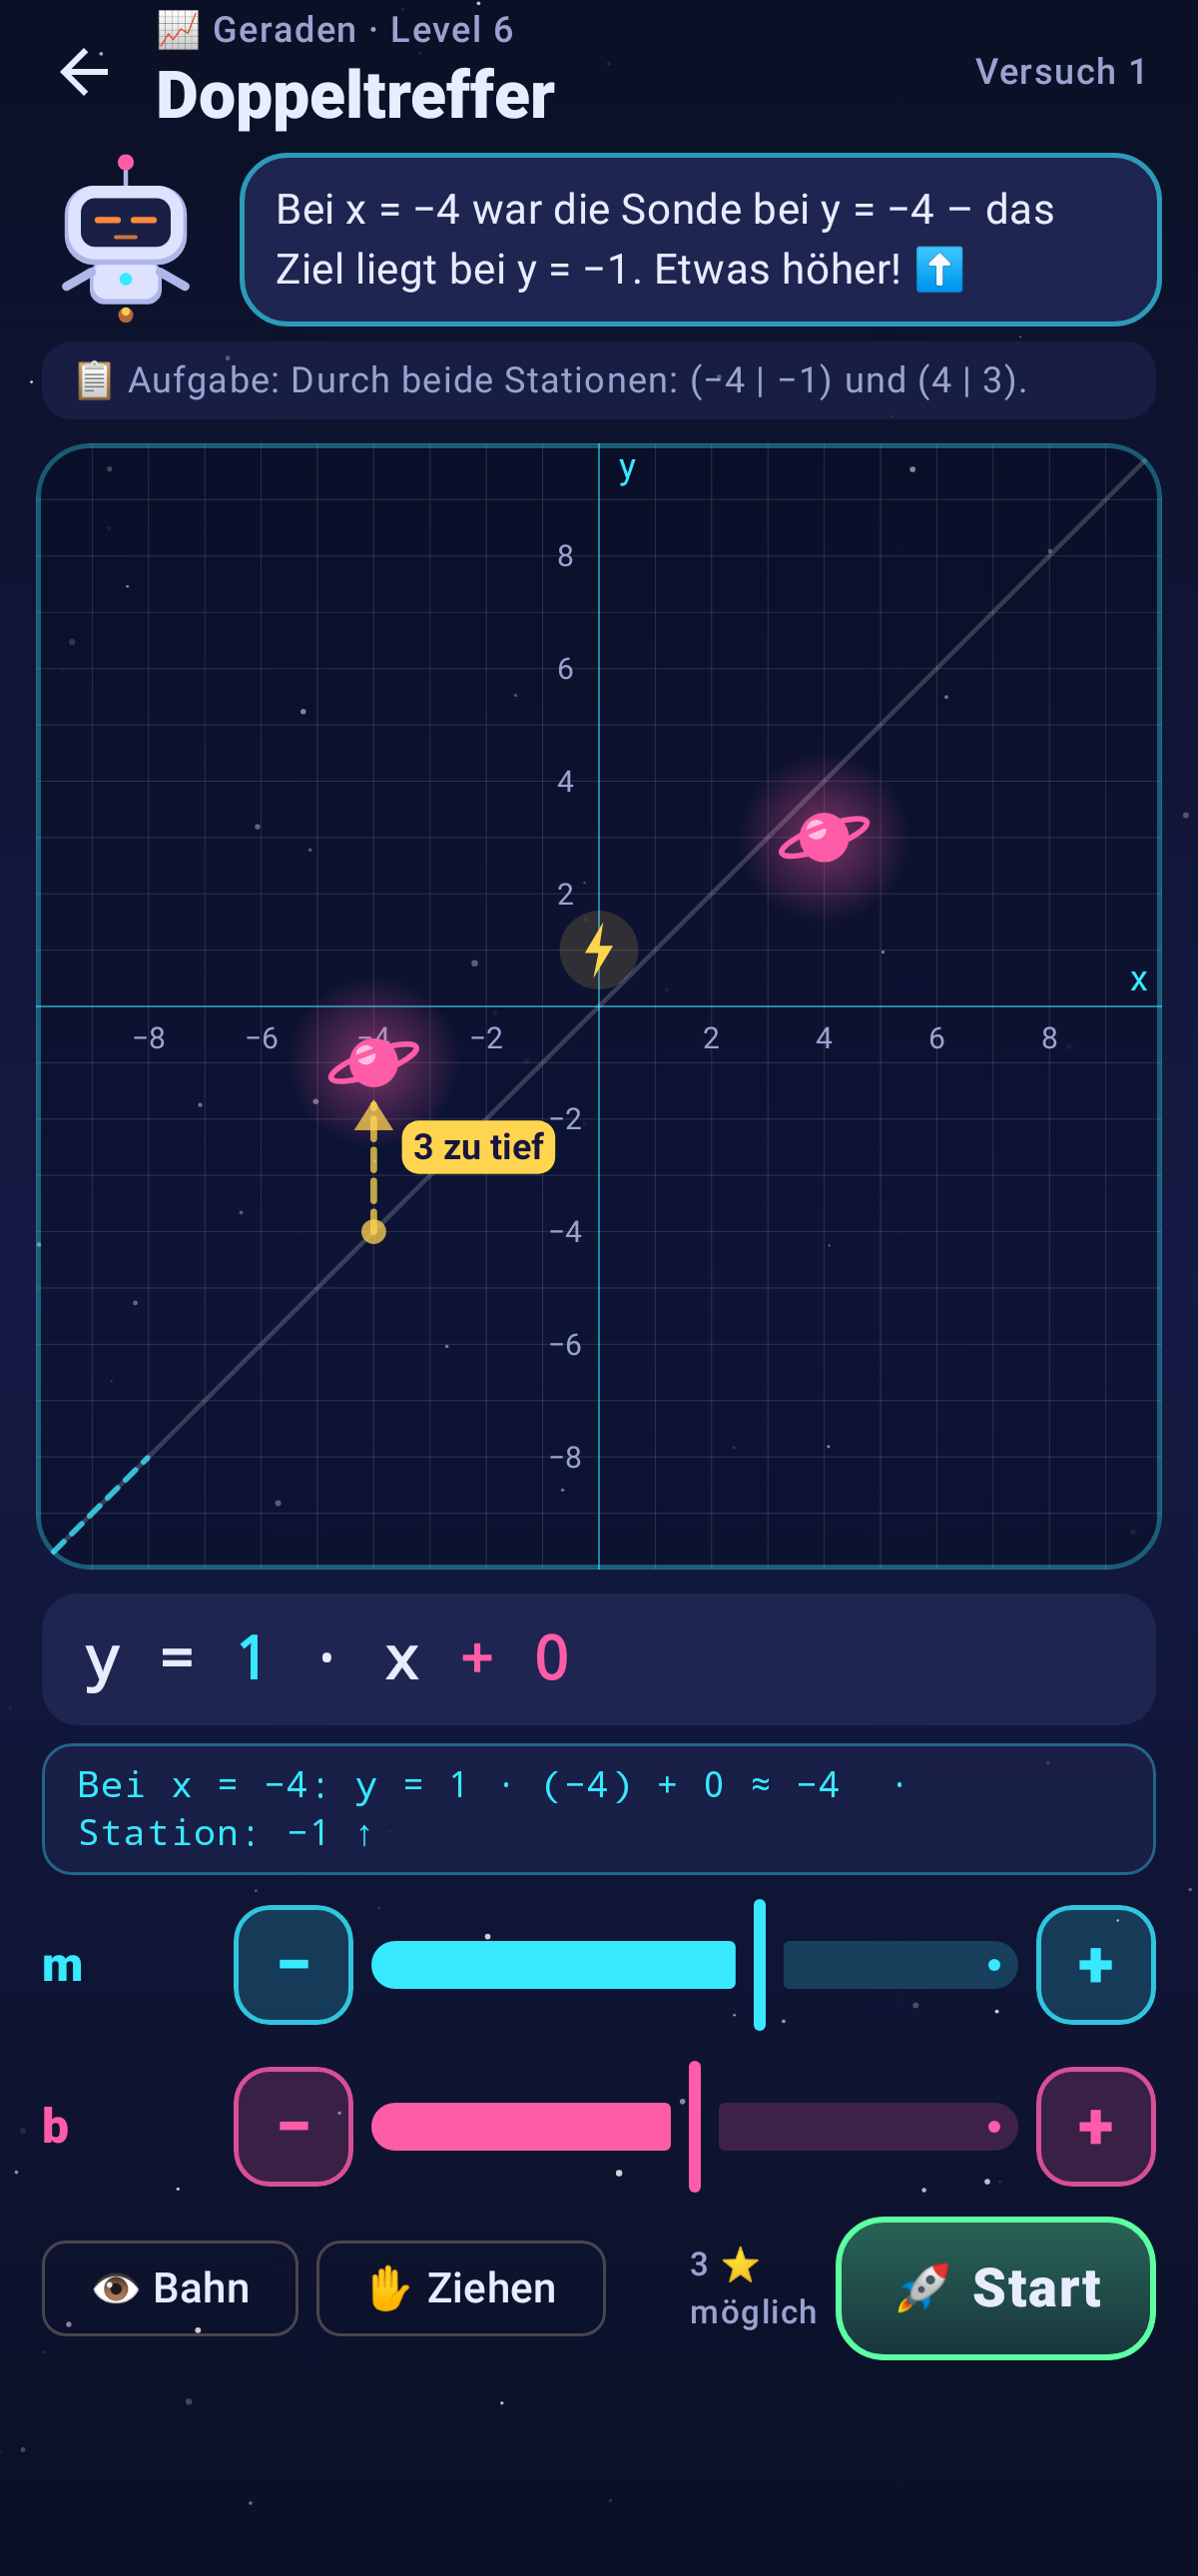 📈 Geraden · Level 6
Doppeltreffer
Versuch 1
Bei x = −4 war die Sonde bei y = −4 – das
Ziel liegt bei y = −1. Etwas höher! ⬆️
📋 Aufgabe: Durch beide Stationen: (−4 | −1) und (4 | 3).
y
8
6
4
2
x
−8 −6 −4 −2 2 4 6 8
−2
3 zu tief
−4
−6
−8
y = 1 · x + 0
Bei x = −4: y = 1 · (−4) + 0 ≈ −4 ·
Station: −1 ↑
m − +
b − +
👁️ Bahn
✋ Ziehen
3 ⭐
möglich
🚀 Start